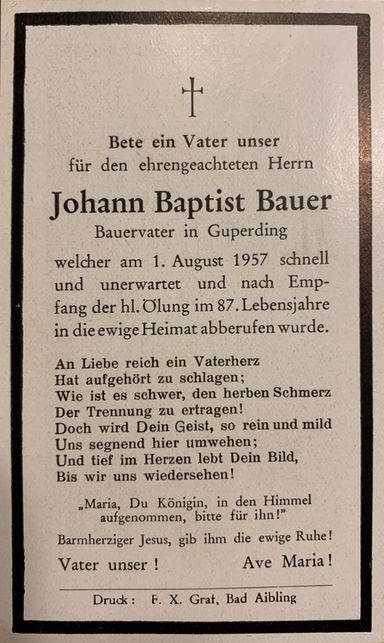 Bete ein Vater unser
für den ehrengeachteten Herrn
Johann Baptist Bauer
Bauervater in Guperding
welcher am 1. August 1957 schnell
und unerwartet und nach Emp-
fang der hl. Ölung im 87. Lebensjahre
in die ewige Heimat abberufen wurde.
An Liebe reich ein Vaterherz
Hat aufgehört zu schlagen;
Wie ist es schwer, den herben Schmerz
Der Trennung zu ertragen!
Doch wird Dein Geist, so rein und mild
Uns segnend hier umwehen;
Und tief im Herzen lebt Dein Bild,
Bis wir uns wiedersehen!
„Maria, Du Königin, in den Himmel
aufgenommen, bitte für ihn!"
Barmherziger Jesus, gib ihm die ewige Ruhe!
Vater unser ! Ave Maria!
Druck: F. X. Graf, Bad Aibling